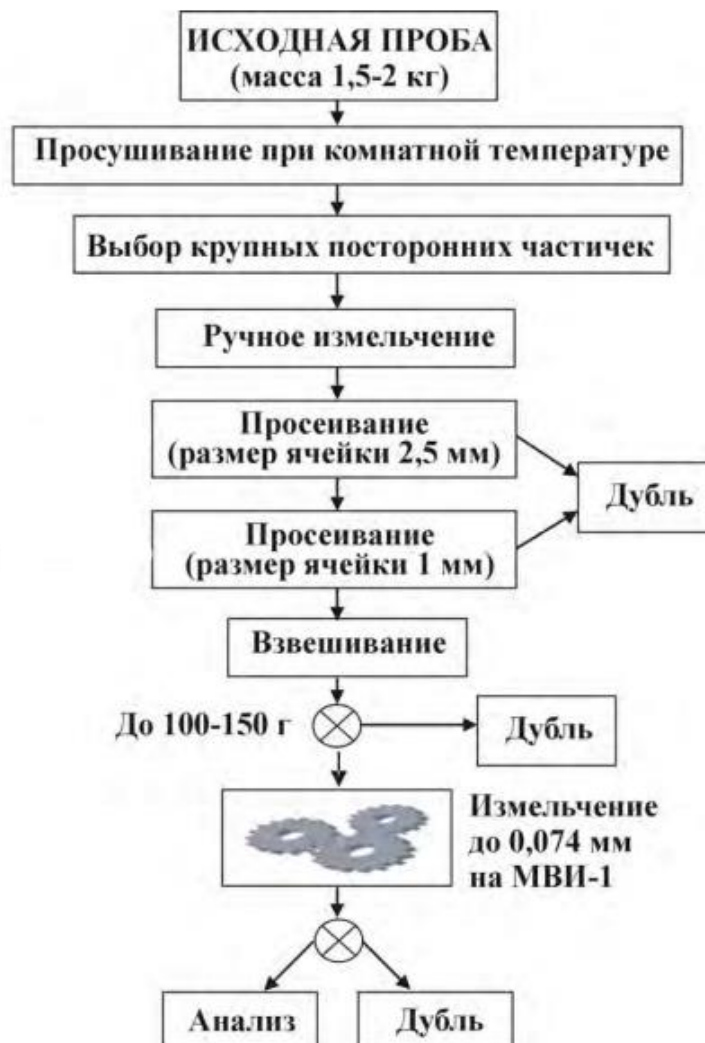 ИСХОДНАЯ ПРОБА
(масса 1,5-2 кг)
Просушивание при комнатной температуре
Выбор крупных посторонних частичек
Ручное измельчение
Просеивание
(размер ячейки 2,5 мм)
Дубль
Просеивание
(размер ячейки 1 мм)
Взвешивание
До 100-150 г
Дубль
Измельчение
до 0,074 мм
на МВИ-1
Анализ
Дубль